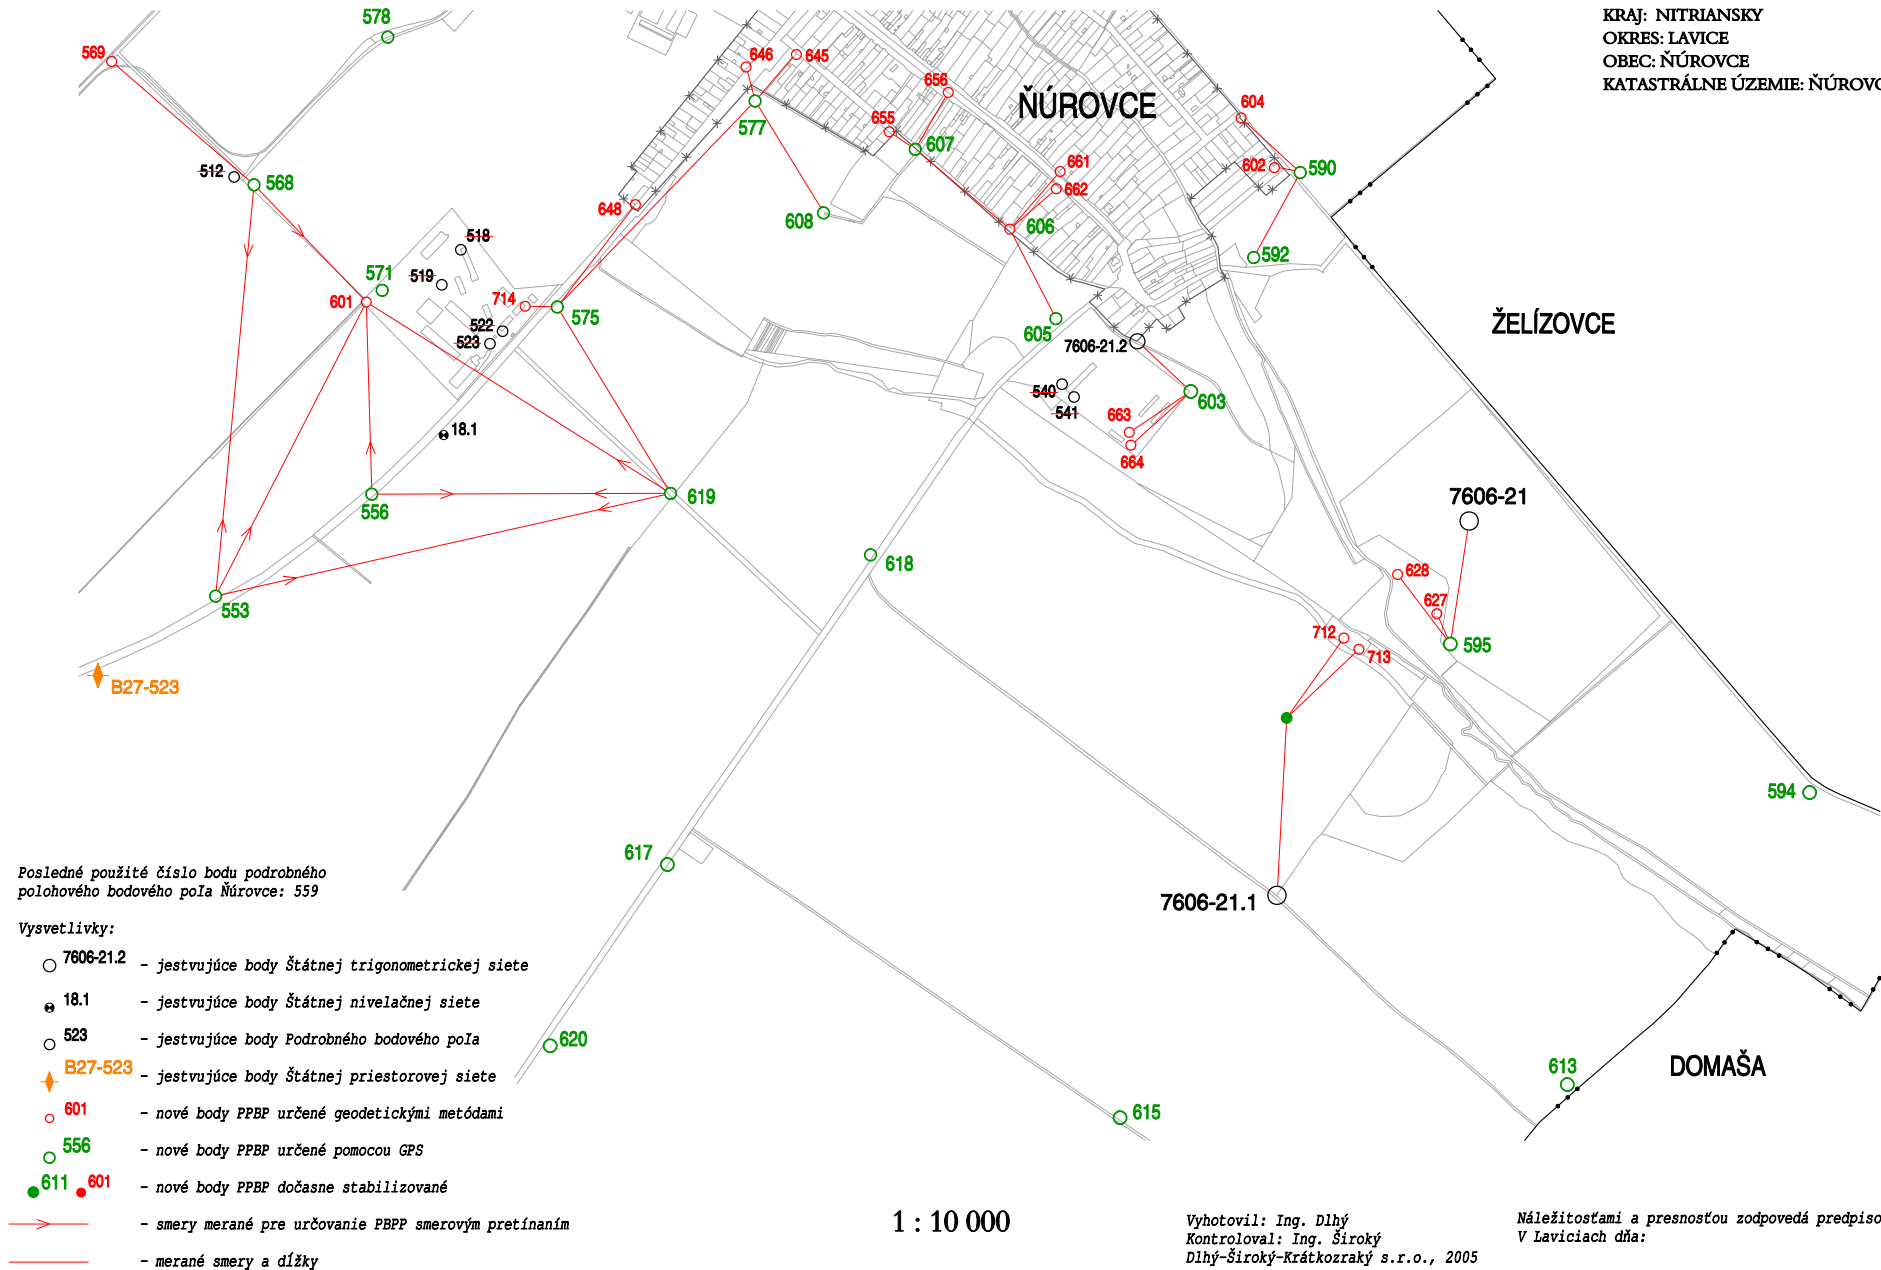 KRAJ: NITRIANSKY
OKRES: LAVICE
OBEC: ŇÚROVCE
KATASTRÁLNE ÚZEMIE: ŇÚROVC
578
569
646
645
656
ŇÚROVCE
604
577
655
607
661
602
590
512
568
662
648
608
606
518
592
571
519
601
714
575
522
605
ŽELÍZOVCE
523
7606-21.2
540
603
541
663
18.1
664
619
7606-21
556
618
628
627
553
712
595
713
B27-523
594
617
7606-21.1
620
613
DOMAŠA
615
Posledné použité číslo bodu podrobného
polohového bodového poľa Ňúrovce: 559
Vysvetlivky:
7606-21.2 - jestvujúce body Štátnej trigonometrickej siete
18.1 - jestvujúce body Štátnej nivelačnej siete
523 - jestvujúce body Podrobného bodového poľa
B27-523 - jestvujúce body Štátnej priestorovej siete
601 - nové body PPBP určené geodetickými metódami
556 - nové body PPBP určené pomocou GPS
611 601 - nové body PPBP dočasne stabilizované
- smery merané pre určovanie PBPP smerovým pretínaním
- merané smery a dĺžky
1 : 10 000
Vyhotovil: Ing. Dlhý
Kontroloval: Ing. Široký
Dlhý-Široký-Krátkozraký s.r.o., 2005
Náležitosťami a presnosťou zodpovedá predpiso
V Laviciach dňa: